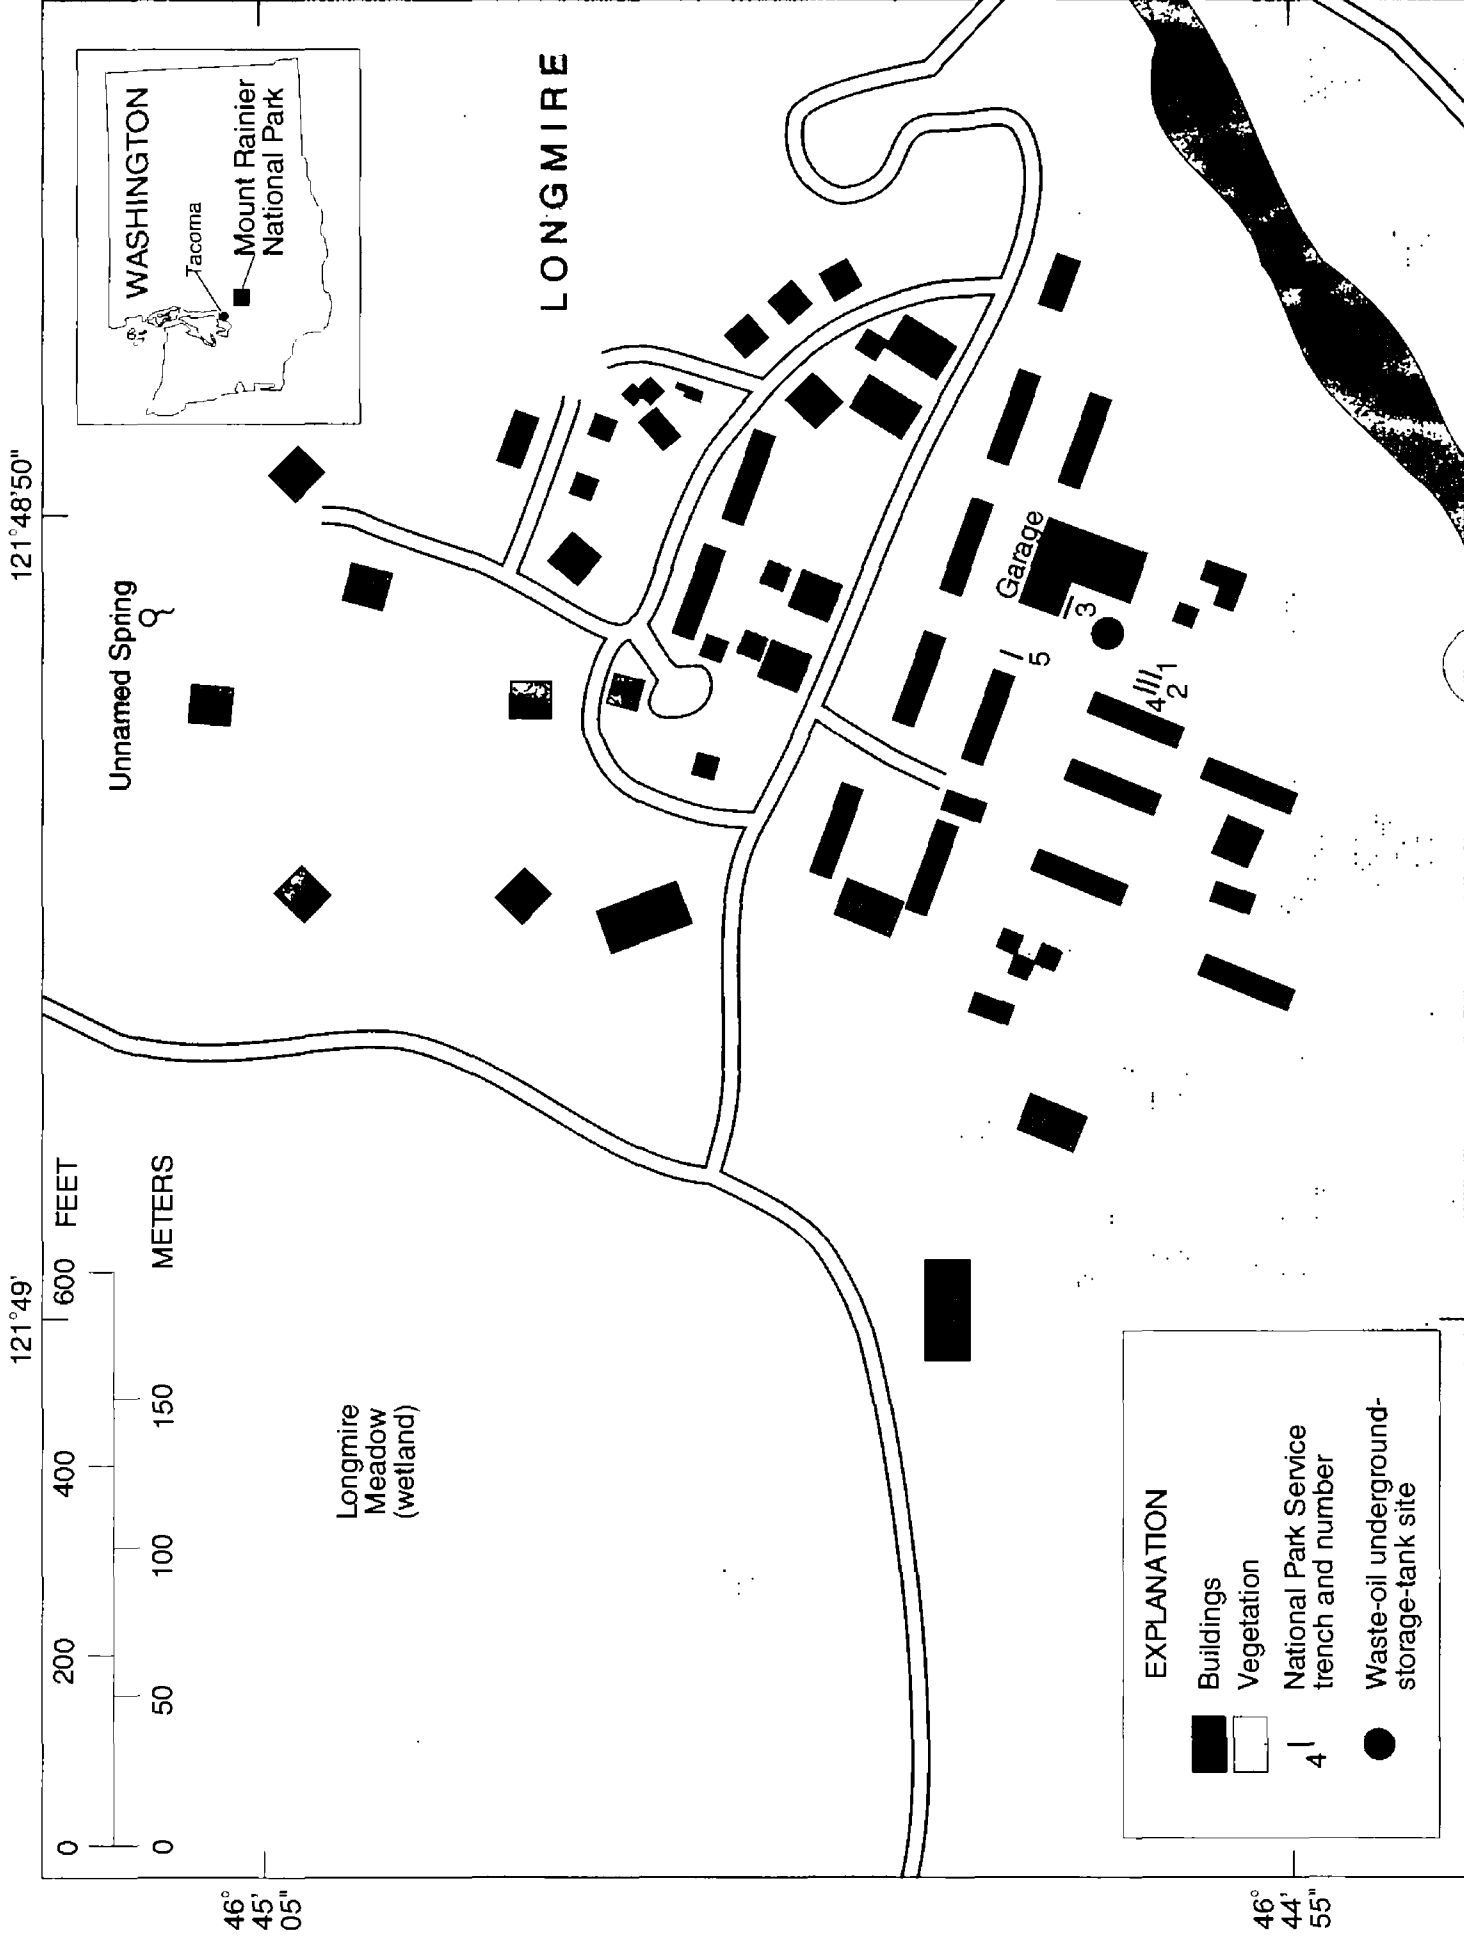 121°49'
121°48'50"
46°
45'
05"
46°
44'
55"
0
200
400
600
FEET
0
50
100
150
METERS
WASHINGTON
Tacoma
Mount Rainier
National Park
Unnamed Spring
LONGMIRE
Longmire
Meadow
(wetland)
Garage
3
5
4
2
1
EXPLANATION
Buildings
Vegetation
4
National Park Service
trench and number
Waste-oil underground-
storage-tank site